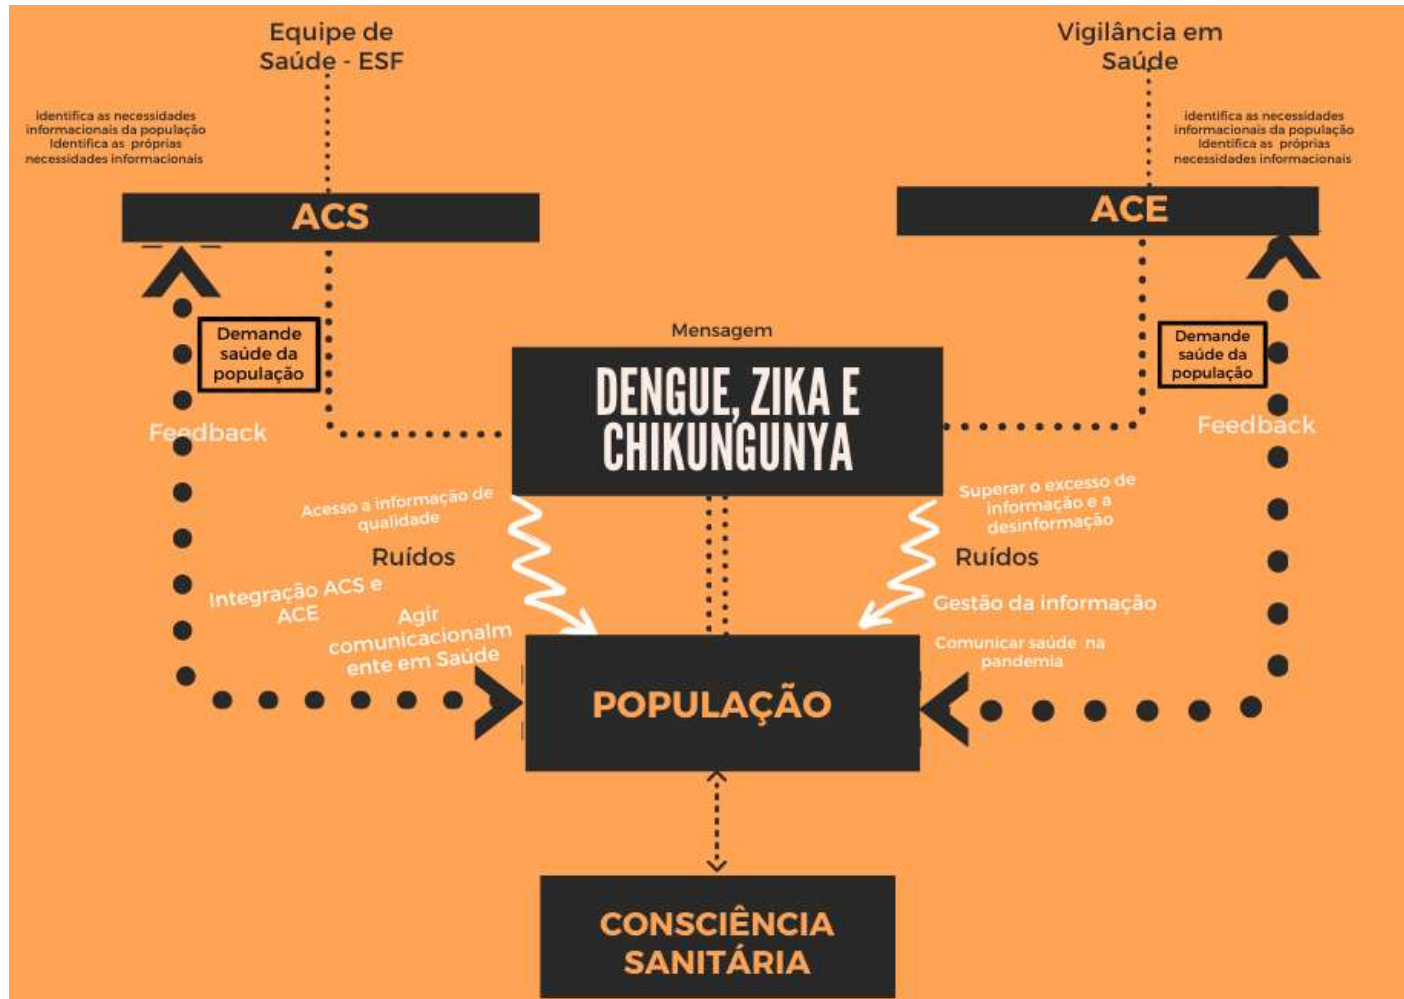 Equipe de
Saúde - ESF
Vigilância em
Saúde
identifica as necessidades
informacionais da população
Identifica as próprias
necessidades informacionais
identifica as necessidades
informacionais da população
Identifica as próprias
necessidades informacionais
ACS
ACE
Demande
saúde da
população
Mensagem
Demande
saúde da
população
DENGUE, ZIKA E
CHIKUNGUNYA
Feedback
Feedback
Acesso a informação de
qualidade
Superar o excesso de
informação e a
desinformação
Ruídos
Ruídos
Integração ACS e
ACE
Agir
comunicacionalm
ente em Saúde
Gestão da informação
Comunicar saúde na
pandemia
POPULAÇÃO
CONSCIÊNCIA
SANITÁRIA